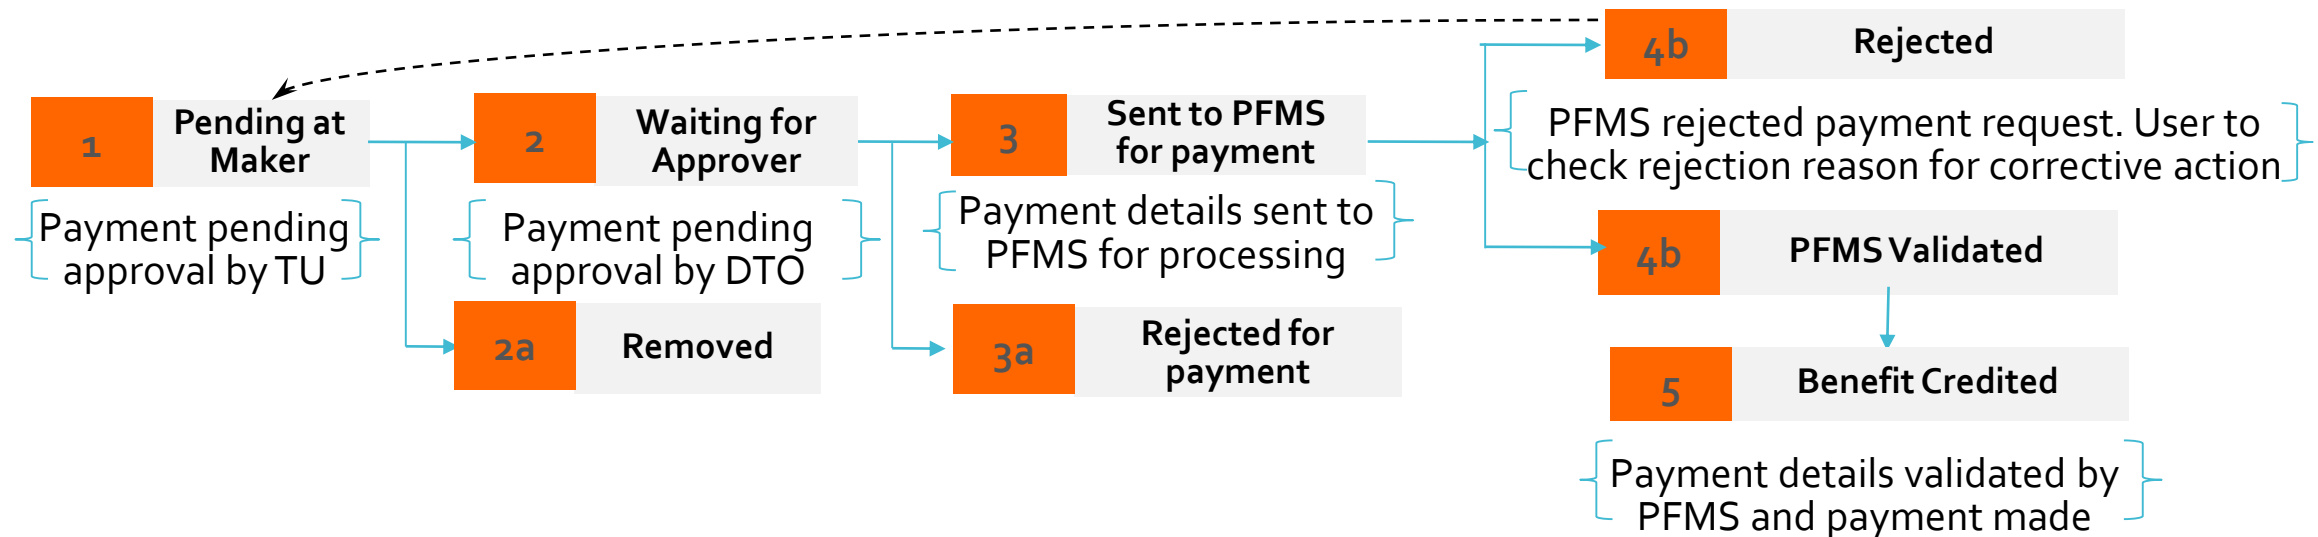 1
Pending at
Maker
Payment pending
approval by TU
2
Waiting for
Approver
Payment pending
approval by DTO
2a
Removed
3
Sent to PFMS
for payment
Payment details sent to
PFMS for processing
3a
Rejected for
payment
4b
Rejected
PFMS rejected payment request. User to
check rejection reason for corrective action
4b
PFMS Validated
5
Benefit Credited
Payment details validated by
PFMS and payment made